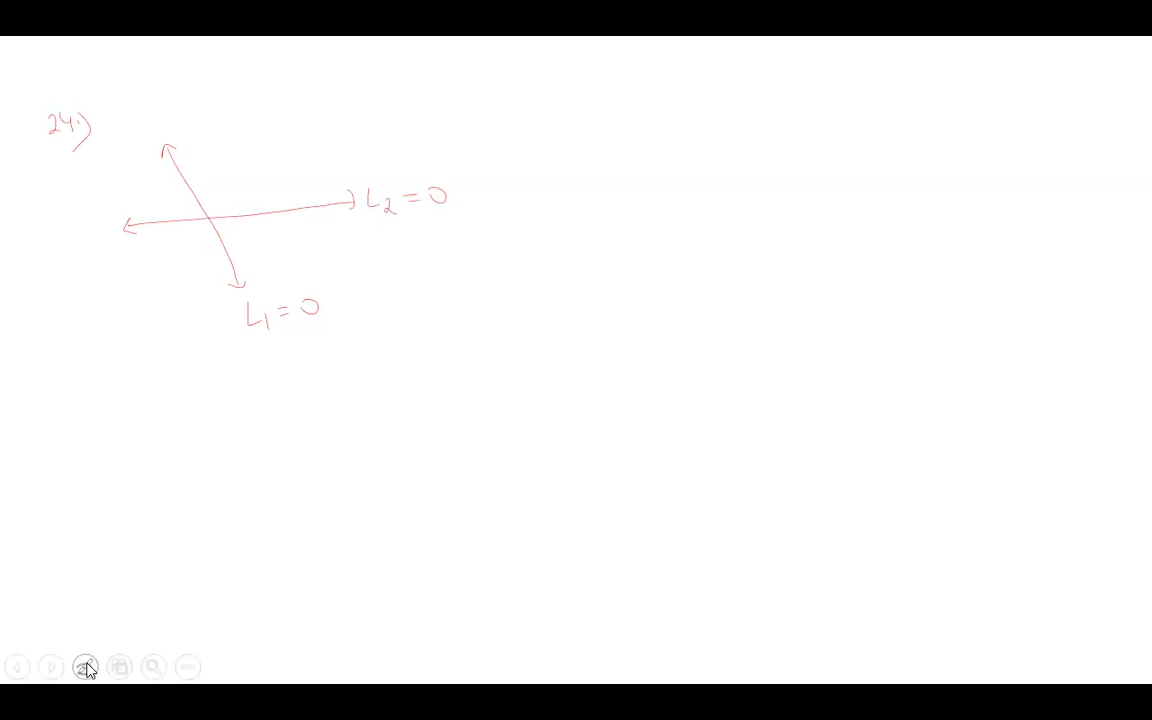 24.)
L₂ = 0
L₁ = 0